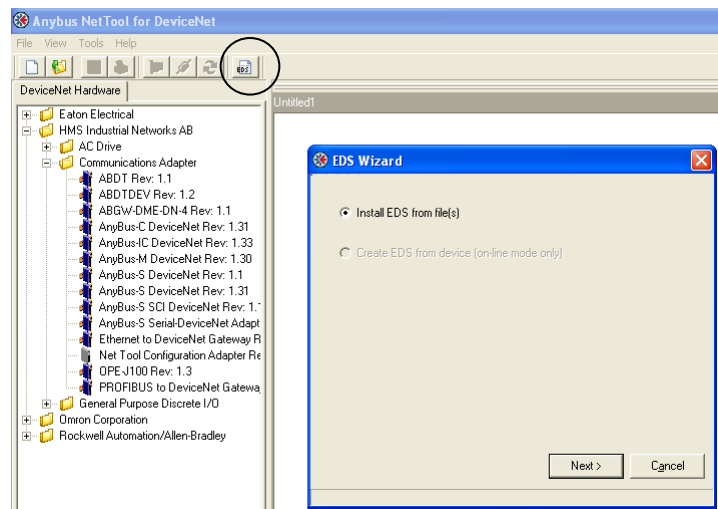 Anybus NetTool for DeviceNet
File View Tools Help
EDS
DeviceNet Hardware
Untitled1
Eaton Electrical
HMS Industrial Networks AB
AC Drive
Communications Adapter
ABDT Rev: 1.1
ABDTDEV Rev: 1.2
ABGW-DME-DN-4 Rev: 1.1
AnyBus-C DeviceNet Rev: 1.31
AnyBus-IC DeviceNet Rev: 1.33
AnyBus-M DeviceNet Rev: 1.30
AnyBus-S DeviceNet Rev: 1.1
AnyBus-S DeviceNet Rev: 1.31
AnyBus-S SCI DeviceNet Rev: 1.
AnyBus-S Serial-DeviceNet Adapt
Ethernet to DeviceNet Gateway R
Net Tool Configuration Adapter Re
OPE-J100 Rev: 1.3
PROFIBUS to DeviceNet Gateway
General Purpose Discrete I/O
Omron Corporation
Rockwell Automation/Allen-Bradley
EDS Wizard
Install EDS from file(s)
Create EDS from device (on-line mode only)
Next >
Cancel